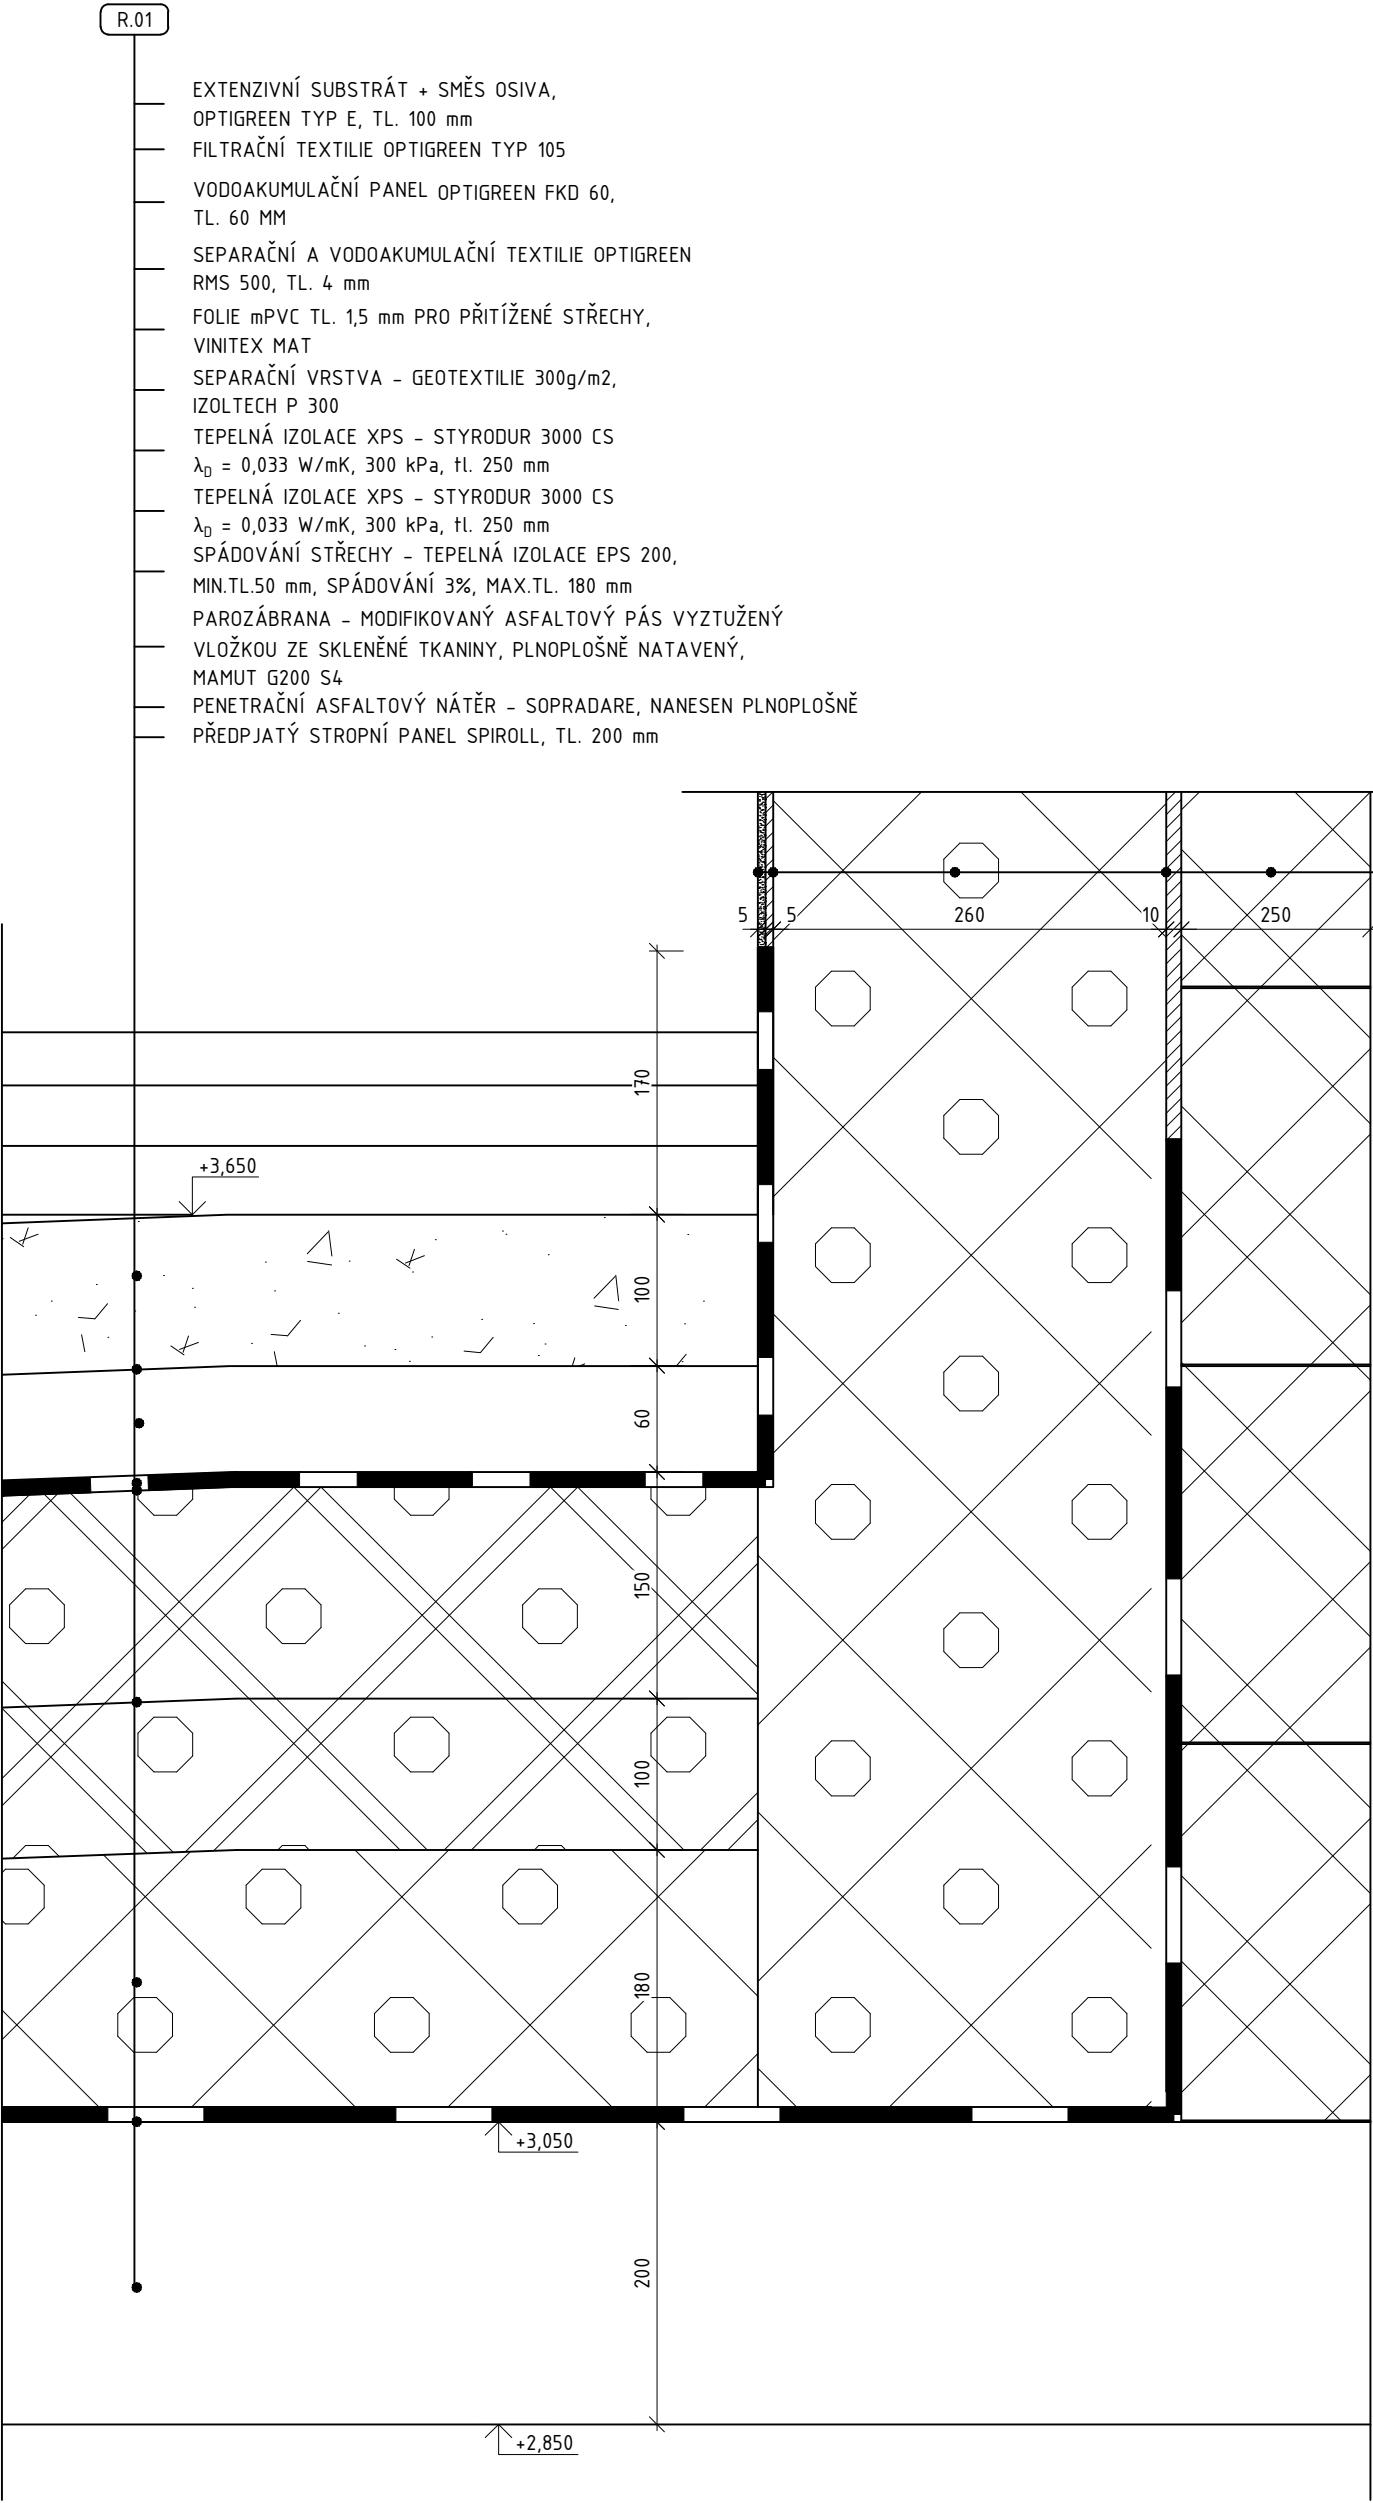 R.01
EXTENZIVNÍ SUBSTRÁT + SMĚS OSIVA,
OPTIGREEN TYP E, TL. 100 mm
FILTRAČNÍ TEXTILIE OPTIGREEN TYP 105
VODOAKUMULAČNÍ PANEL OPTIGREEN FKD 60,
TL. 60 MM
SEPARAČNÍ A VODOAKUMULAČNÍ TEXTILIE OPTIGREEN
RMS 500, TL. 4 mm
FOLIE mPVC TL. 1,5 mm PRO PŘITÍŽENÉ STŘECHY,
VINITEX MAT
SEPARAČNÍ VRSTVA – GEOTEXTILIE 300g/m2,
IZOLTECH P 300
TEPELNÁ IZOLACE XPS – STYRODUR 3000 CS
λD = 0,033 W/mK, 300 kPa, tl. 250 mm
TEPELNÁ IZOLACE XPS – STYRODUR 3000 CS
λD = 0,033 W/mK, 300 kPa, tl. 250 mm
SPÁDOVÁNÍ STŘECHY – TEPELNÁ IZOLACE EPS 200,
MIN.TL.50 mm, SPÁDOVÁNÍ 3%, MAX.TL. 180 mm
PAROZÁBRANA – MODIFIKOVANÝ ASFALTOVÝ PÁS VYZTUŽENÝ
VLOŽKOU ZE SKLENĚNÉ TKANINY, PLNOPLOŠNĚ NATAVENÝ,
MAMUT G200 S4
PENETRAČNÍ ASFALTOVÝ NÁTĚR – SOPRADARE, NANESEN PLNOPLOŠNĚ
PŘEDPJATÝ STROPNÍ PANEL SPIROLL, TL. 200 mm
5 5 260 10 250
170
+3,650
100
60
150
100
180
+3,050
200
+2,850